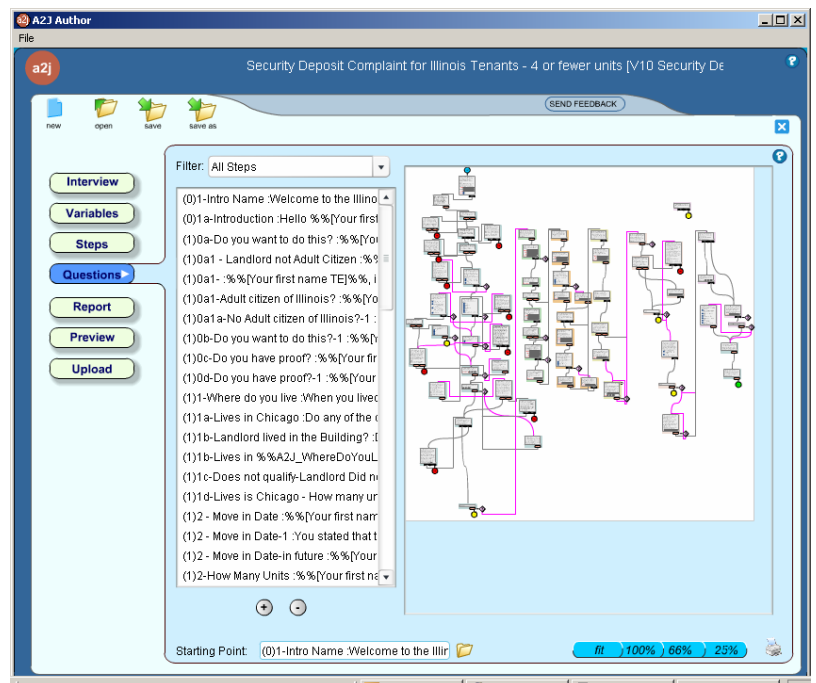 A2J Author
File
a2j
Security Deposit Complaint for Illinois Tenants - 4 or fewer units [V10 Security De
new
open
save
save as
SEND FEEDBACK
Interview
Variables
Steps
Questions
Report
Preview
Upload
Filter: All Steps
(0)1-Intro Name :Welcome to the Illino
(0)1a-Introduction :Hello %%[Your first
(1)0a-Do you want to do this? :%%[You
(1)0a1 - Landlord not Adult Citizen :%%
(1)0a1- :%%[Your first name TE]%%, i
(1)0a1-Adult citizen of Illinois? :%%[Yo
(1)0a1a-No Adult citizen of Illinois?-1 :
(1)0b-Do you want to do this?-1 :%%[Y
(1)0c-Do you have proof? :%%[Your fir
(1)0d-Do you have proof?-1 :%%[Your
(1)1-Where do you live :When you lived
(1)1a-Lives in Chicago :Do any of the
(1)1b-Landlord lived in the Building? :
(1)1b-Lives in %%A2J_WhereDoYouL
(1)1c-Does not qualify-Landlord Did n
(1)1d-Lives is Chicago - How many un
(1)2 - Move in Date :%%[Your first nam
(1)2 - Move in Date-1 :You stated that t
(1)2 - Move in Date-in future :%%[Your
(1)2-How Many Units :%%[Your first na
+ -
Starting Point: (0)1-Intro Name :Welcome to the Illir
fit 100% 66% 25%